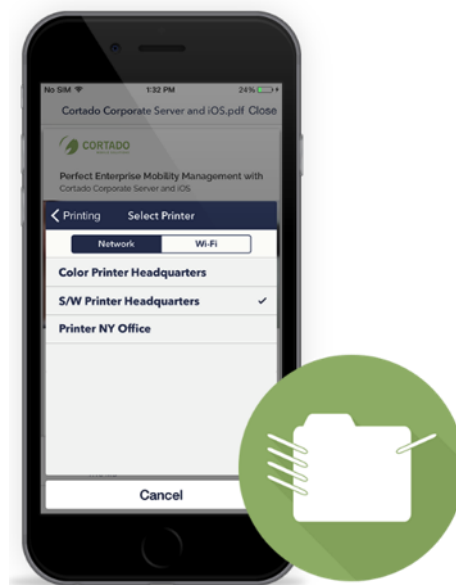 No SIM 1:32 PM 24%
Cortado Corporate Server and iOS.pdf Close
CORTADO
Perfect Enterprise Mobility Management with
Cortado Corporate Server and iOS
Printing Select Printer
Network Wi-Fi
Color Printer Headquarters
S/W Printer Headquarters
Printer NY Office
Cancel